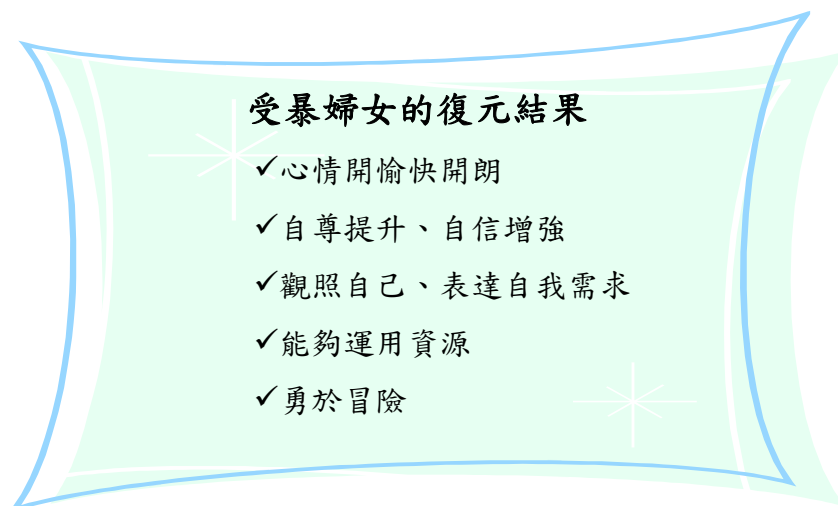 受暴婦女的復元結果
✓心情開愉快開朗
✓自尊提升、自信增強
✓觀照自己、表達自我需求
✓能夠運用資源
✓勇於冒險